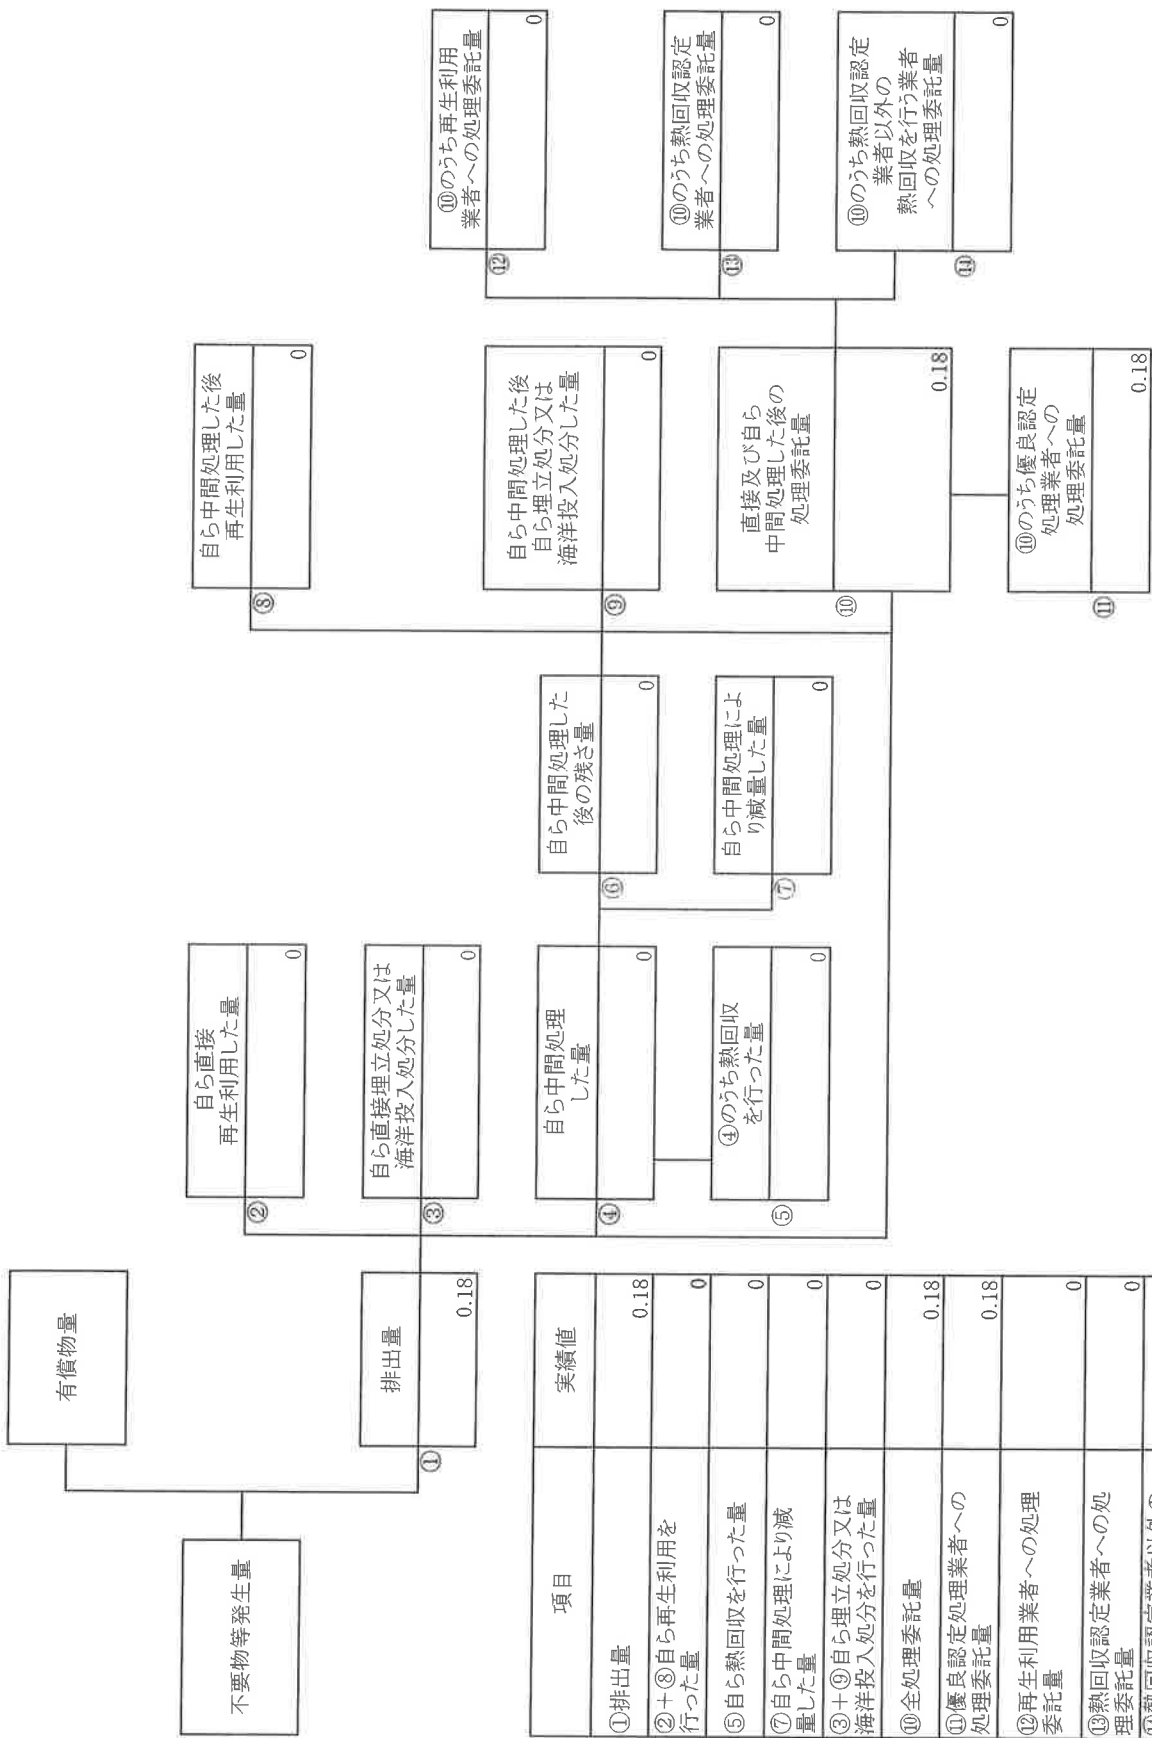 不要物等発生量
有償物量
①
排出量
0.18
②
自ら直接
再生利用した量
0
③
自ら直接埋立処分又は
海洋投入処分した量
0
④
自ら中間処理
した量
0
⑤
④のうち熱回収
を行った量
0
⑥
自ら中間処理した
後の残さ量
0
⑦
自ら中間処理によ
り減量した量
0
⑧
自ら中間処理した後
再生利用した量
0
⑨
自ら中間処理した後
自ら埋立処分又は
海洋投入処分した量
0
⑩
直接及び自ら
中間処理した後の
処理委託量
0.18
⑪
⑩のうち優良認定
処理業者への
処理委託量
0.18
⑫
⑩のうち再生利用
業者への処理委託量
0
⑬
⑩のうち熱回収認定
業者への処理委託量
0
⑭
⑩のうち熱回収認定
業者以外の
熱回収を行う業者
への処理委託量
0
項目 実績値
①排出量 0.18
②+⑧自ら再生利用を
行った量 0
⑤自ら熱回収を行った量 0
⑦自ら中間処理により減
量した量 0
③+⑨自ら埋立処分又は
海洋投入処分を行った量 0
⑩全処理委託量 0.18
⑪優良認定処理業者への
処理委託量 0.18
⑫再生利用業者への処理
委託量 0
⑬熱回収認定業者への処
理委託量 0
⑭熱回収認定業者以外の